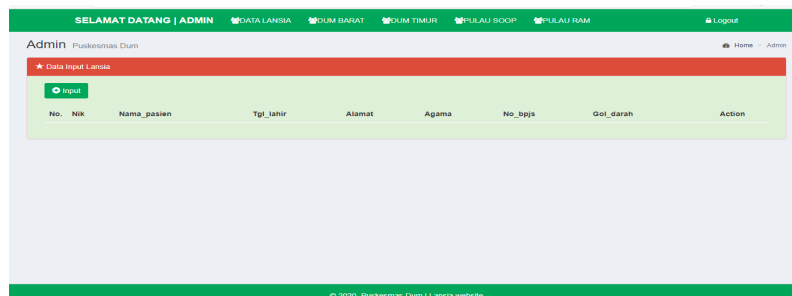 SELAMAT DATANG | ADMIN DATA LANSIA DUM BARAT DUM TIMUR PULAU SOOP PULAU RAM Logout
Admin Puskesmas Dum Home > Admin
Data Input Lansia
Input
No. Nik Nama_pasien Tgl_lahir Alamat Agama No_bpjs Gol_darah Action
© 2020 Puskesmas Dum | Lansia website